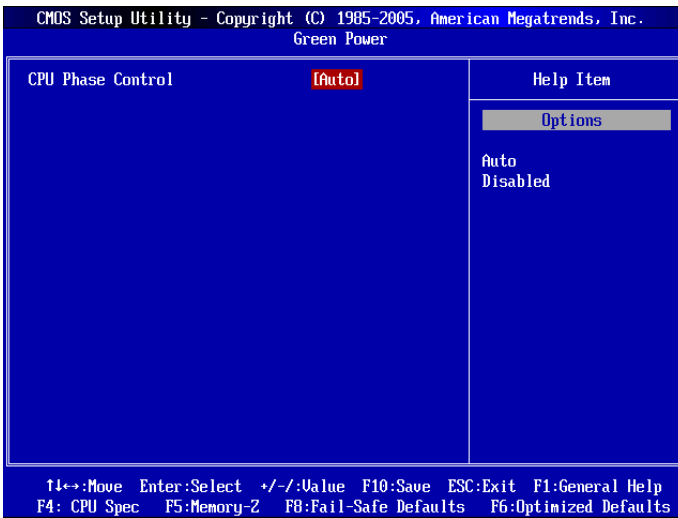 CMOS Setup Utility - Copyright (C) 1985-2005, American Megatrends, Inc.
Green Power
CPU Phase Control [Auto]
Help Item
Options
Auto
Disabled
↑↓←→:Move Enter:Select +/-/:Value F10:Save ESC:Exit F1:General Help
F4: CPU Spec F5:Memory-Z F8:Fail-Safe Defaults F6:Optimized Defaults